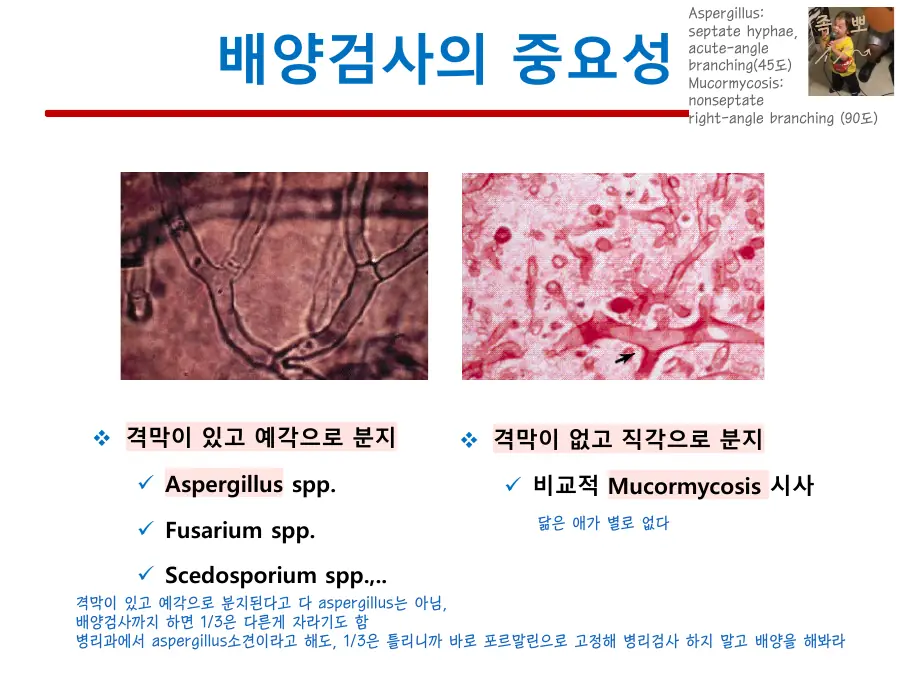 배양검사의 중요성
Aspergillus:
septate hyphae,
acute-angle
branching(45도)
Mucormycosis:
nonseptate
right-angle branching (90도)
족 뽀
격막이 있고 예각으로 분지
Aspergillus spp.
Fusarium spp.
Scedosporium spp.,..
격막이 없고 직각으로 분지
비교적 Mucormycosis 시사
닮은 애가 별로 없다
격막이 있고 예각으로 분지된다고 다 aspergillus는 아님,
배양검사까지 하면 1/3은 다른게 자라기도 함
병리과에서 aspergillus소견이라고 해도, 1/3은 틀리니까 바로 포르말린으로 고정해 병리검사 하지 말고 배양을 해봐라